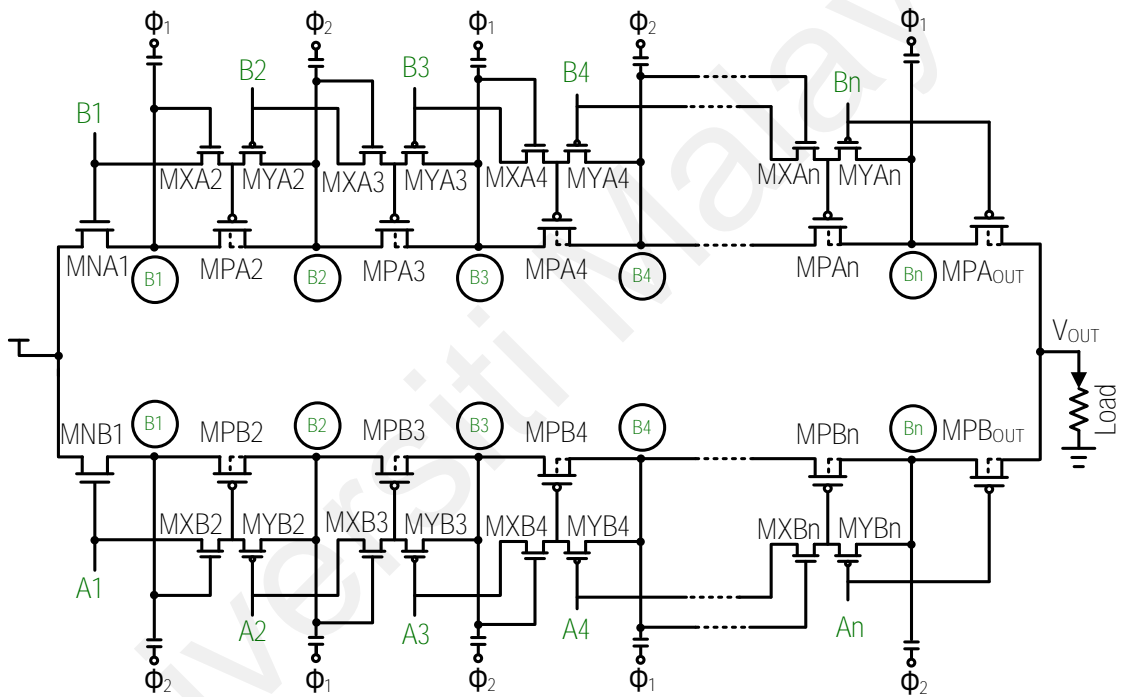 Φ1 Φ2 Φ1 Φ2 Φ1
B1 B2 B3 B4 Bn
MXA2 MYA2 MXA3 MYA3 MXA4 MYA4 MXAn MYAn
MNA1 MPA2 MPA3 MPA4 MPAn MPAOUT
B1 B2 B3 B4 Bn
VOUT
Load
B1 B2 B3 B4 Bn
MNB1 MPB2 MPB3 MPB4 MPBn MPBOUT
MXB2 MYB2 MXB3 MYB3 MXB4 MYB4 MXBn MYBn
A1 A2 A3 A4 An
Φ2 Φ1 Φ2 Φ1 Φ2
iversiti Malay